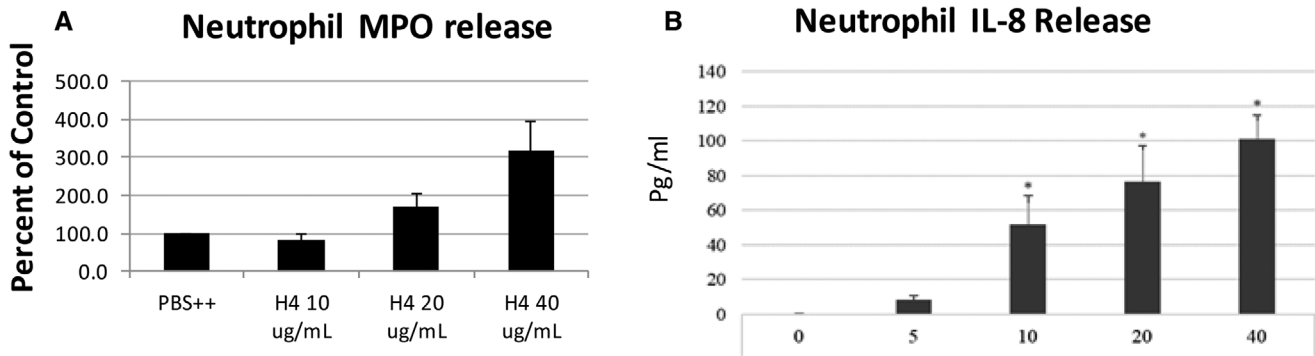 A
Neutrophil MPO release
Percent of Control
500.0
400.0
300.0
200.0
100.0
0.0
PBS++
H4 10
ug/mL
H4 20
ug/mL
H4 40
ug/mL
B
Neutrophil IL-8 Release
Pg/ml
140
120
100
80
60
40
20
0
*
*
*
0
5
10
20
40